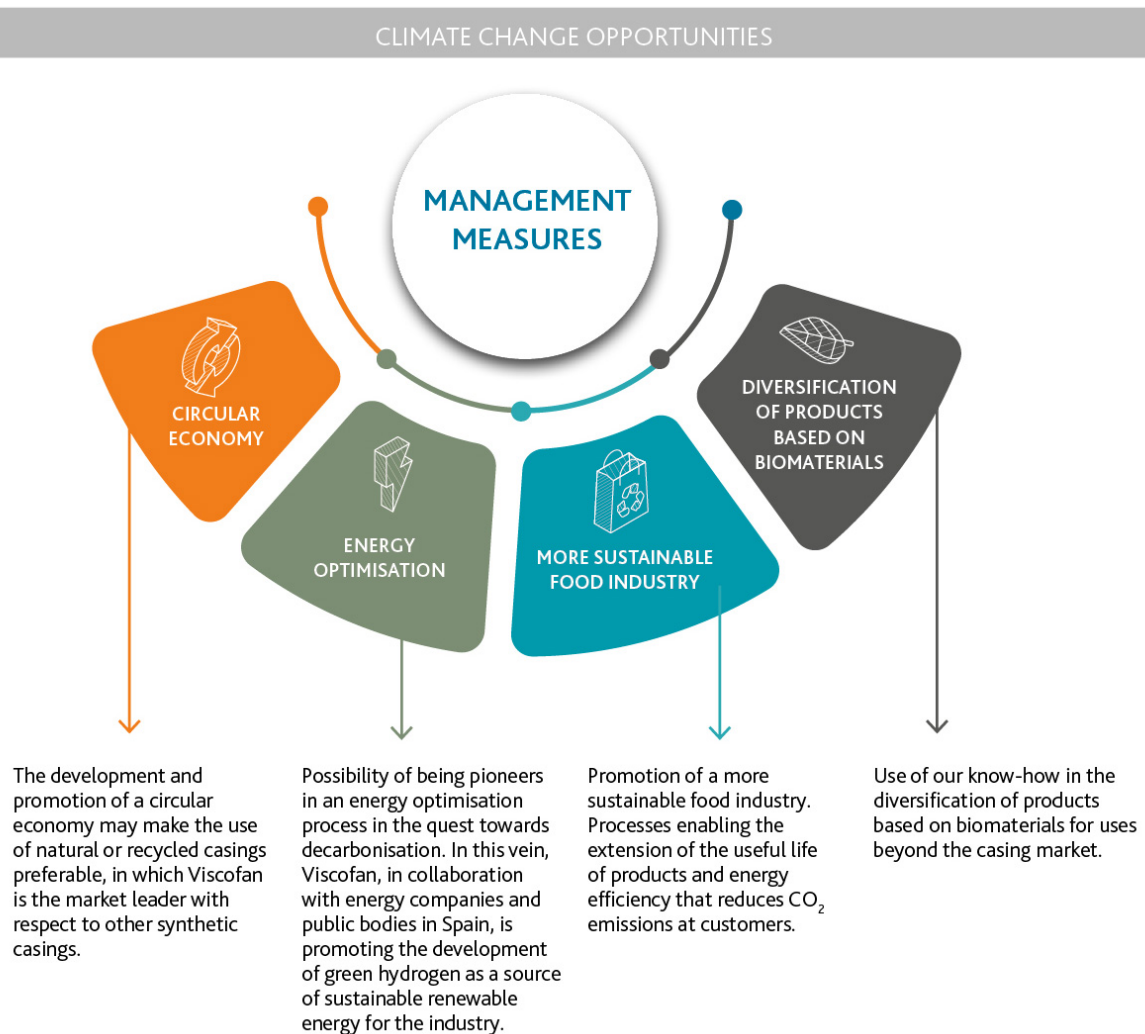 CLIMATE CHANGE OPPORTUNITIES
MANAGEMENT
MEASURES
CIRCULAR
ECONOMY
ENERGY
OPTIMISATION
MORE SUSTAINABLE
FOOD INDUSTRY
DIVERSIFICATION
OF PRODUCTS
BASED ON
BIOMATERIALS
The development and
promotion of a circular
economy may make the use
of natural or recycled casings
preferable, in which Viscofan
is the market leader with
respect to other synthetic
casings.
Possibility of being pioneers
in an energy optimisation
process in the quest towards
decarbonisation. In this vein,
Viscofan, in collaboration
with energy companies and
public bodies in Spain, is
promoting the development
of green hydrogen as a source
of sustainable renewable
energy for the industry.
Promotion of a more
sustainable food industry.
Processes enabling the
extension of the useful life
of products and energy
efficiency that reduces CO₂
emissions at customers.
Use of our know-how in the
diversification of products
based on biomaterials for uses
beyond the casing market.